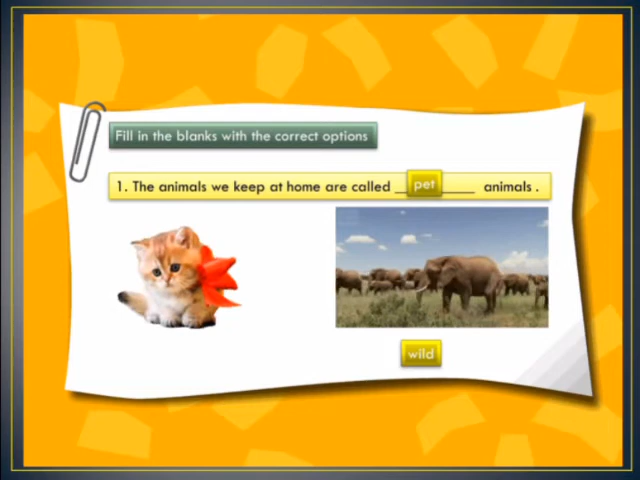 Fill in the blanks with the correct options
1. The animals we keep at home are called ___pet___ animals .
wild